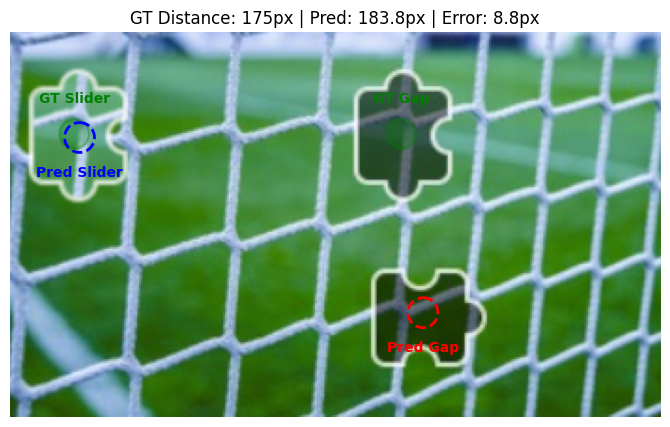 GT Distance: 175px | Pred: 183.8px | Error: 8.8px
GT Slider
GT Gap
Pred Slider
Pred Gap